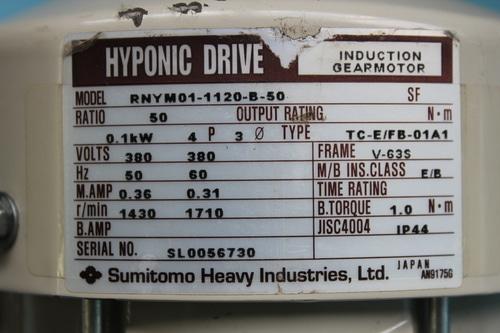 HYPONIC DRIVE INDUCTION GEARMOTOR
MODEL RNYM01-1120-B-50 SF
RATIO 50 OUTPUT RATING N·m
0.1kW 4 P 3 Ø TYPE TC-E/FB-01A1
VOLTS 380 380 FRAME V-63S
Hz 50 60 M/B INS.CLASS E/B
M.AMP 0.36 0.31 TIME RATING
r/min 1430 1710 B.TORQUE 1.0 N·m
B.AMP JISC4004 IP44
SERIAL NO. SL0056730
Sumitomo Heavy Industries, Ltd. JAPAN
AN9175G